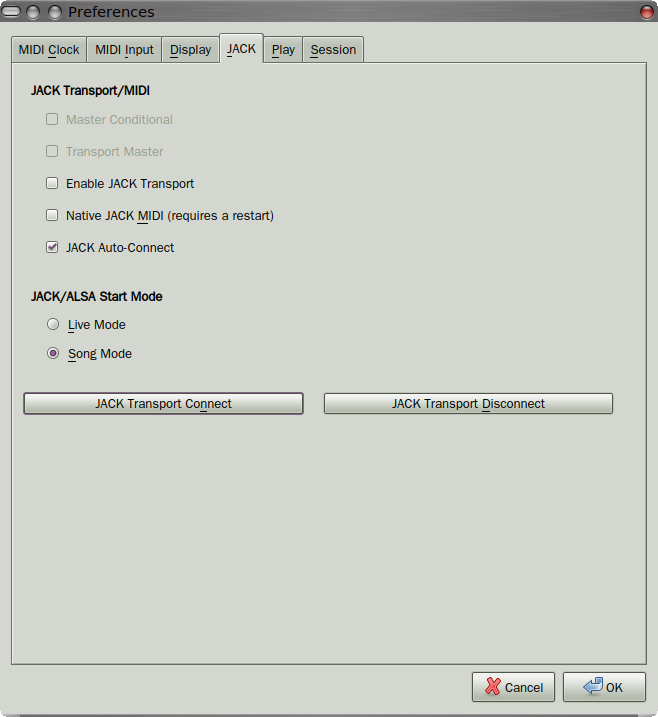 Preferences
MIDI Clock MIDI Input Display JACK Play Session
JACK Transport/MIDI
Master Conditional
Transport Master
Enable JACK Transport
Native JACK MIDI (requires a restart)
JACK Auto-Connect
JACK/ALSA Start Mode
Live Mode
Song Mode
JACK Transport Connect JACK Transport Disconnect
Cancel OK